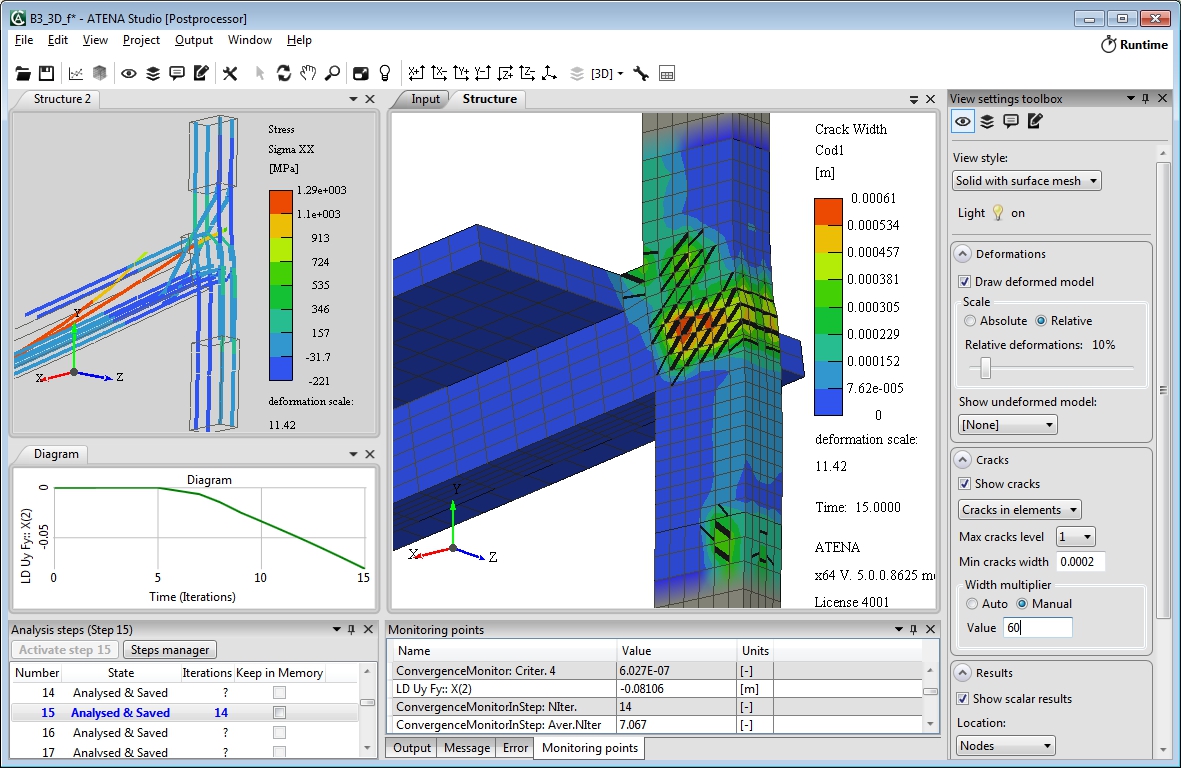 B3_3D_f* - ATENA Studio [Postprocessor]
File Edit View Project Output Window Help
Runtime
[3D]
Structure 2
Stress
Sigma XX
[MPa]
1.29e+003
1.1e+003
913
724
535
346
157
-31.7
-221
deformation scale:
11.42
Y
X
Z
Diagram
Diagram
LD Uy Fy:: X(2)
0
-0.05
0 5 10 15
Time (Iterations)
Input Structure
Crack Width
Cod1
[m]
0.00061
0.000534
0.000457
0.000381
0.000305
0.000229
0.000152
7.62e-005
0
deformation scale:
11.42
Time: 15.0000
ATENA
x64 V. 5.0.0.8625 m
License 4001
Y
X
Z
View settings toolbox
View style:
Solid with surface mesh
Light on
Deformations
Draw deformed model
Scale
Absolute Relative
Relative deformations: 10%
Show undeformed model:
[None]
Cracks
Show cracks
Cracks in elements
Max cracks level 1
Min cracks width 0.0002
Width multiplier
Auto Manual
Value 60
Results
Show scalar results
Location:
Nodes
Analysis steps (Step 15)
Activate step 15 Steps manager
Number State Iterations Keep in Memory
14 Analysed & Saved ?
15 Analysed & Saved 14
16 Analysed & Saved ?
17 Analysed & Saved ?
Monitoring points
Name Value Units
ConvergenceMonitor: Criter. 4 6.027E-07 [-]
LD Uy Fy:: X(2) -0.08106 [m]
ConvergenceMonitorInStep: NIter. 14 [-]
ConvergenceMonitorInStep: Aver.NIter 7.067 [-]
Output Message Error Monitoring points